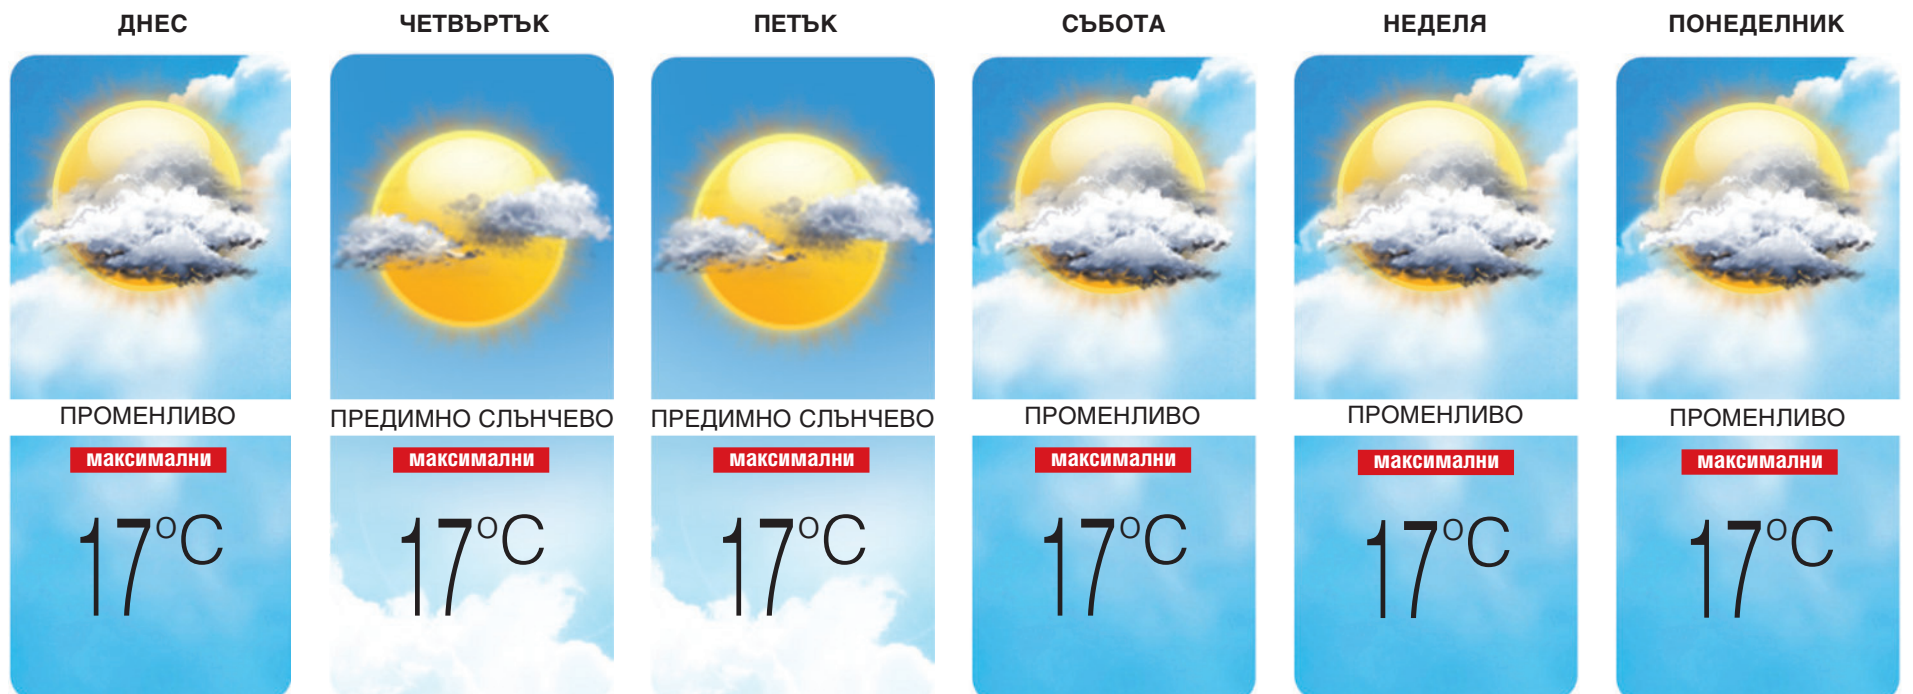 ДНЕС
ЧЕТВЪРТЪК
ПЕТЪК
СЪБОТА
НЕДЕЛЯ
ПОНЕДЕЛНИК
ПРОМЕНЛИВО
ПРЕДИМНО СЛЪНЧЕВО
ПРЕДИМНО СЛЪНЧЕВО
ПРОМЕНЛИВО
ПРОМЕНЛИВО
ПРОМЕНЛИВО
максимални
максимални
максимални
максимални
максимални
максимални
17°C
17°C
17°C
17°C
17°C
17°C